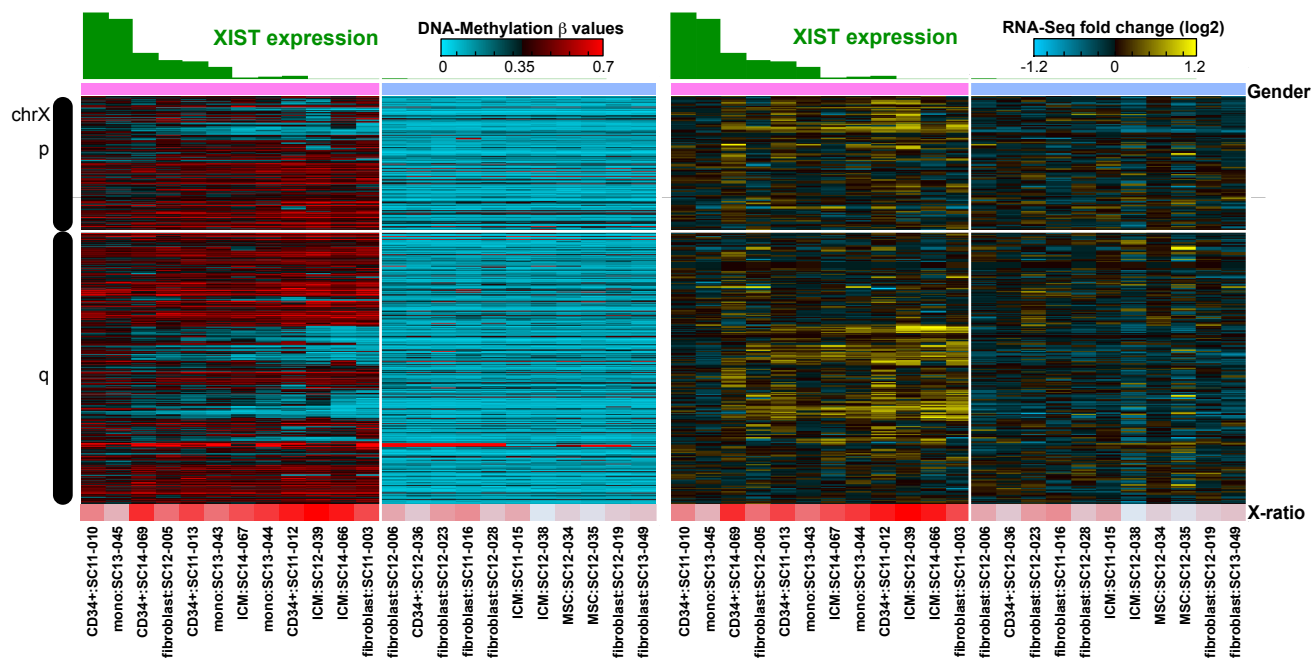 XIST expression
DNA-Methylation β values
0 0.35 0.7
XIST expression
RNA-Seq fold change (log2)
-1.2 0 1.2
Gender
chrX
p
q
X-ratio
CD34+:SC11-010
mono:SC13-045
CD34+:SC14-069
fibroblast:SC12-005
CD34+:SC11-013
mono:SC13-043
ICM:SC14-067
mono:SC13-044
CD34+:SC11-012
ICM:SC12-039
ICM:SC14-066
fibroblast:SC11-003
fibroblast:SC12-006
CD34+:SC12-036
fibroblast:SC12-023
fibroblast:SC11-016
fibroblast:SC12-028
ICM:SC11-015
ICM:SC12-038
MSC:SC12-034
MSC:SC12-035
fibroblast:SC12-019
fibroblast:SC13-049
CD34+:SC11-010
mono:SC13-045
CD34+:SC14-069
fibroblast:SC12-005
CD34+:SC11-013
mono:SC13-043
ICM:SC14-067
mono:SC13-044
CD34+:SC11-012
ICM:SC12-039
ICM:SC14-066
fibroblast:SC11-003
fibroblast:SC12-006
CD34+:SC12-036
fibroblast:SC12-023
fibroblast:SC11-016
fibroblast:SC12-028
ICM:SC11-015
ICM:SC12-038
MSC:SC12-034
MSC:SC12-035
fibroblast:SC12-019
fibroblast:SC13-049